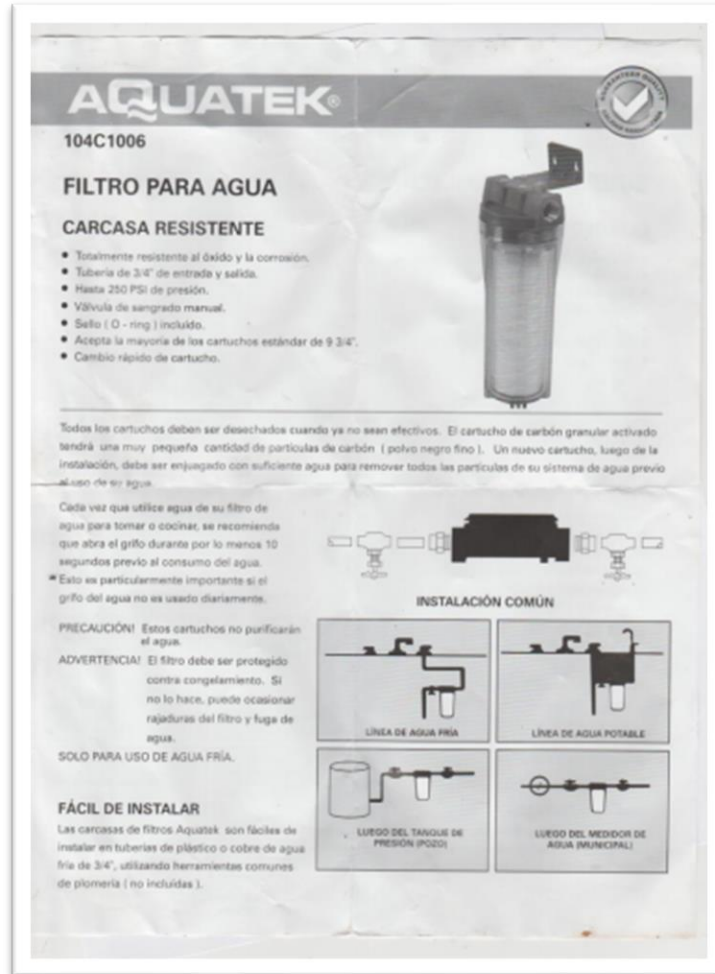 AQUATEK®
104C1006
FILTRO PARA AGUA
CARCASA RESISTENTE
• Totalmente resistente al óxido y la corrosión.
• Tubería de 3/4" de entrada y salida.
• Hasta 250 PSI de presión.
• Válvula de sangrado manual.
• Sello ( O - ring ) incluido.
• Acepta la mayoría de los cartuchos estándar de 9 3/4".
• Cambio rápido de cartucho.
Todos los cartuchos deben ser desechados cuando ya no sean efectivos. El cartucho de carbón granular activado
tendrá una muy pequeña cantidad de partículas de carbón ( polvo negro fino ). Un nuevo cartucho, luego de la
instalación, debe ser enjuagado con suficiente agua para remover todos las partículas de su sistema de agua previo
al uso de su agua.
Cada vez que utilice agua de su filtro de
agua para tomar o cocinar, se recomienda
que abra el grifo durante por lo menos 10
segundos previo al consumo del agua.
* Esto es particularmente importante si el
grifo del agua no es usado diariamente.
PRECAUCIÓN! Estos cartuchos no purificarán
el agua.
ADVERTENCIA! El filtro debe ser protegido
contra congelamiento. Si
no lo hace, puede ocasionar
rajaduras del filtro y fuga de
agua.
SOLO PARA USO DE AGUA FRÍA.
FÁCIL DE INSTALAR
Las carcasas de filtros Aquatek son fáciles de
instalar en tuberías de plástico o cobre de agua
fría de 3/4", utilizando herramientas comunes
de plomería ( no incluidas ).
INSTALACIÓN COMÚN
LÍNEA DE AGUA FRÍA
LÍNEA DE AGUA POTABLE
LUEGO DEL TANQUE DE
PRESIÓN (POZO)
LUEGO DEL MEDIDOR DE
AGUA (MUNICIPAL)